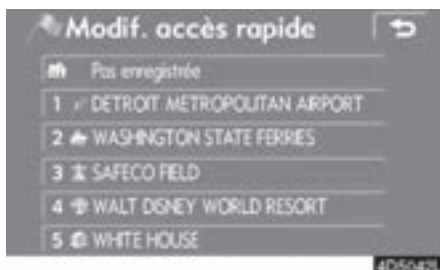 Modif. accès rapide
Pas enregistrée
1 DETROIT METROPOLITAN AIRPORT
2 WASHINGTON STATE FERRIES
3 SAFECO FIELD
4 WALT DISNEY WORLD RESORT
5 WHITE HOUSE
4D5042L